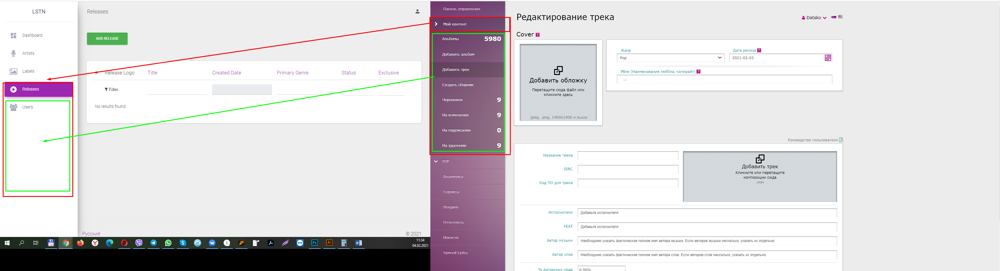 LSTN
Dashboard
Artists
Labels
Releases
Users
Releases
ADD RELEASE
# Release Logo Title Created Date Primary Genre Status Exclusive
Filter
No results found.
Русский
© 2021
24
Ps
Ai
11:34
04.02.2021
Панель управления
Мой контент
Альбомы 5980
Добавить альбом
Добавить трек
Создать сборник
Черновики 9
На изменении 9
На подписании 0
На удалении 9
TOP
Аналитика
Сервисы
Лендинг
Отчетность
Новости
Synced Lyrics
Редактирование трека
Datsko
Cover ?
Добавить обложку
Перетащите сюда файл или
кликните здесь
.jpeg, .png, 1400x1400 и выше
Жанр
Pop
Дата релиза ?
2021-02-03
Pline (Наименование лейбла, копирайт) ?
...
Руководство пользователя
Название трека
ISRC
Код ПО для трека
Добавить трек
Кликните или перетащите
композиции сюда
.wav
Исполнители Добавьте исполнителя
FEAT Добавьте исполнителя
Автор музыки Необходимо указать фактическое полное имя автора музыки. Если авторов музыки несколько, указать их отдельно.
Автор слов Необходимо указать фактическое полное имя автора слов. Если авторов слов несколько, указать их отдельно.
% Авторских прав 0.00%